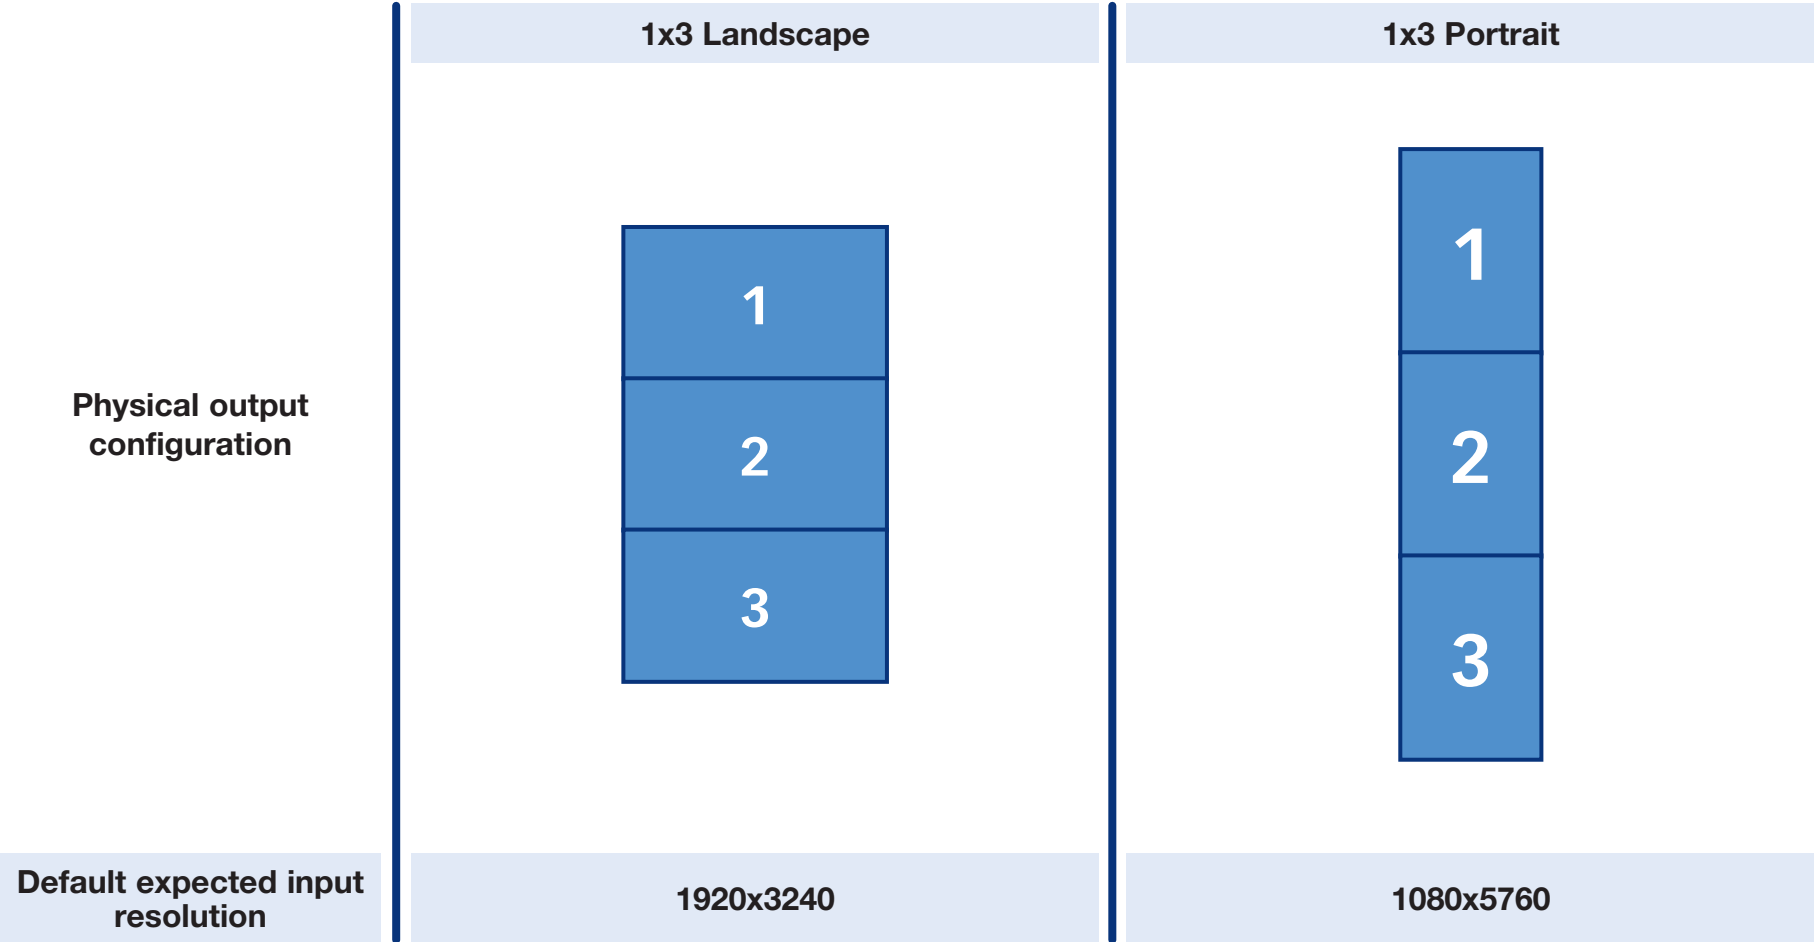 1x3 Landscape
1x3 Portrait
Physical output
configuration
1
2
3
1
2
3
Default expected input
resolution
1920x3240
1080x5760